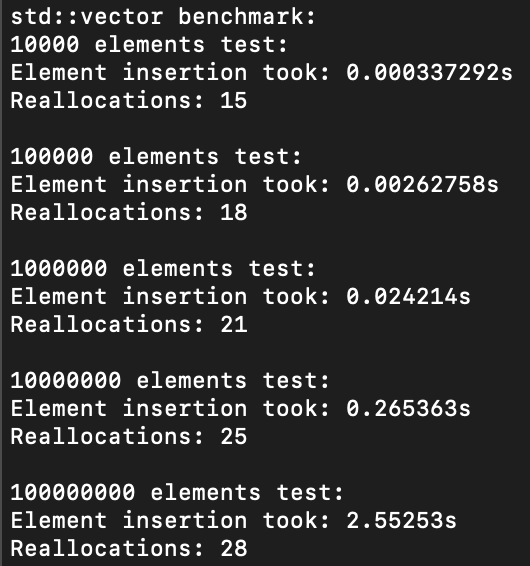 std::vector benchmark:
10000 elements test:
Element insertion took: 0.000337292s
Reallocations: 15

100000 elements test:
Element insertion took: 0.00262758s
Reallocations: 18

1000000 elements test:
Element insertion took: 0.024214s
Reallocations: 21

10000000 elements test:
Element insertion took: 0.265363s
Reallocations: 25

100000000 elements test:
Element insertion took: 2.55253s
Reallocations: 28